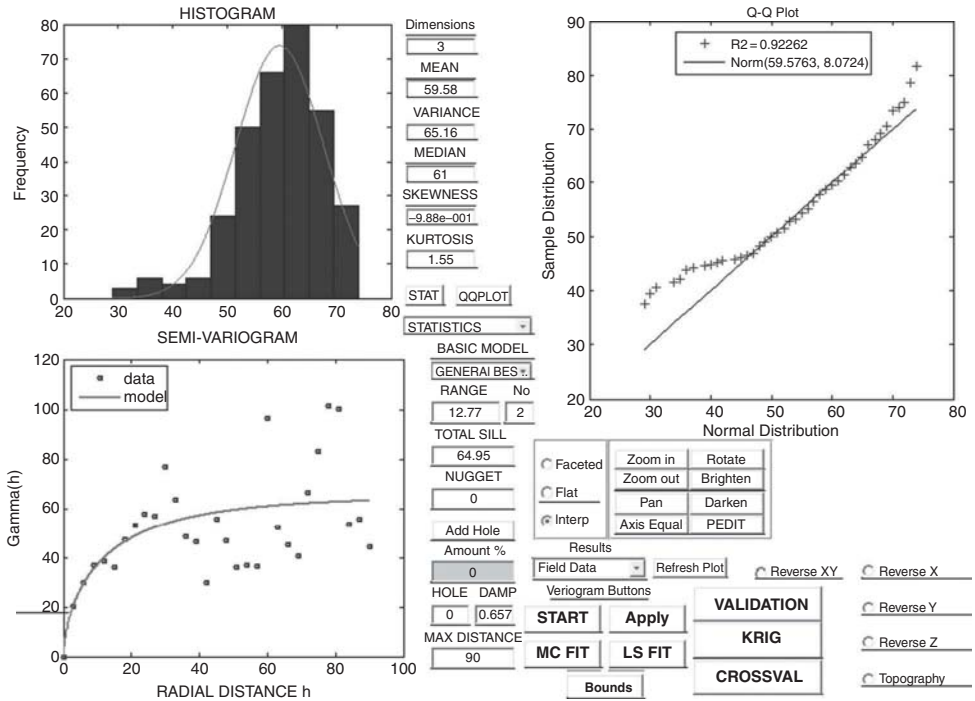 HISTOGRAM
80
70
60
50
40
30
20
10
0
Frequency
20 30 40 50 60 70 80
Dimensions
3
MEAN
59.58
VARIANCE
65.16
MEDIAN
61
SKEWNESS
–9.88e–001
KURTOSIS
1.55
STAT QQPLOT
STATISTICS
Q-Q Plot
R2=0.92262
Norm(59.5763, 8.0724)
90
80
70
60
50
40
30
20
Sample Distribution
20 30 40 50 60 70 80
Normal Distribution
SEMI-VARIOGRAM
data
model
120
100
80
60
40
20
0
Gamma(h)
0 20 40 60 80 100
RADIAL DISTANCE h
BASIC MODEL
GENERAI BES ..
RANGE No
12.77 2
TOTAL SILL
64.95
NUGGET
0
Add Hole
Amount %
0
HOLE DAMP
0 0.657
MAX DISTANCE
90
Faceted
Flat
Interp
Zoom in Rotate
Zoom out Brighten
Pan Darken
Axis Equal PEDIT
Results
Field Data Refresh Plot
Veriogram Buttons
START Apply
MC FIT LS FIT
Bounds
VALIDATION
KRIG
CROSSVAL
Reverse XY
Reverse X
Reverse Y
Reverse Z
Topography